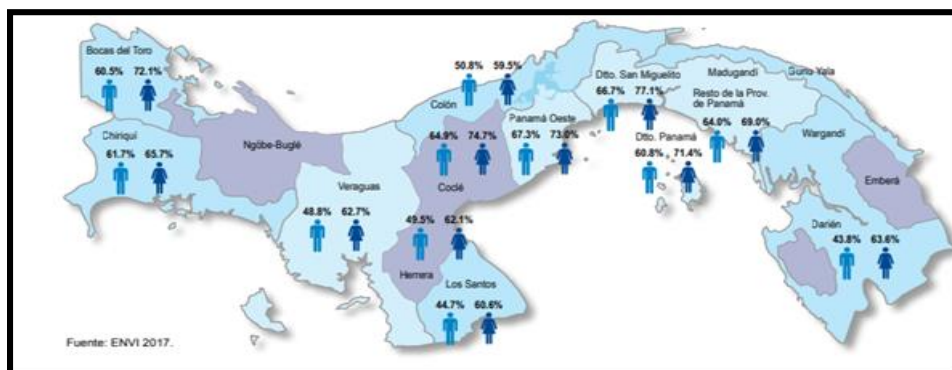 Bocas del Toro
60.5% 72.1%
Chiriquí
61.7% 65.7%
Ngöbe-Buglé
Veraguas
48.8% 62.7%
50.8% 59.5%
Colón
64.9% 74.7%
Coclé
49.5% 62.1%
Herrera
Los Santos
44.7% 60.6%
Panamá Oeste
67.3% 73.0%
Dtto. San Miguelito
66.7% 77.1%
Dtto. Panamá
60.8% 71.4%
Madugandí
Resto de la Prov.
de Panamá
64.0% 69.0%
Guna Yala
Wargandí
Emberá
Darién
43.8% 63.6%
Fuente: ENVI 2017.